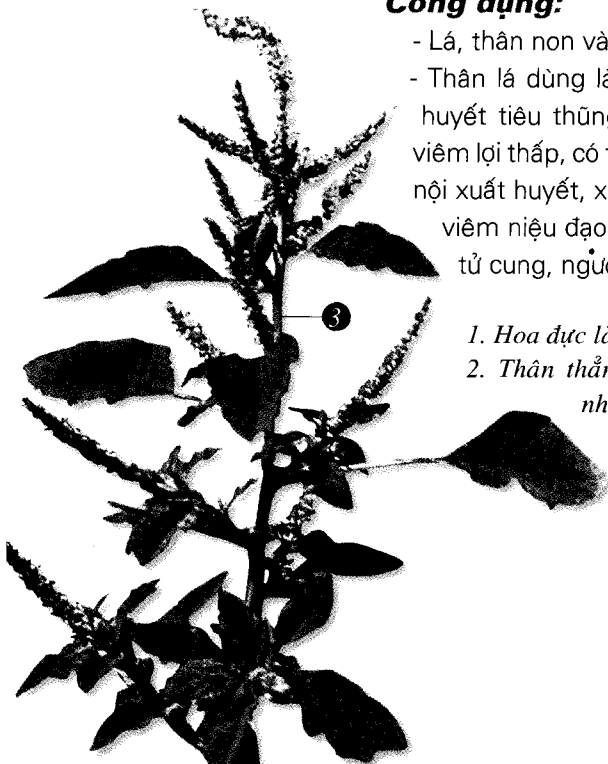 Công dụng:
- Lá, thân non và
- Thân lá dùng là
huyết tiêu thũng
viêm lợi thấp, có t
nội xuất huyết, x
viêm niệu đạo
tử cung, ngư
3
1. Hoa đực là
2. Thân thẳn
nh